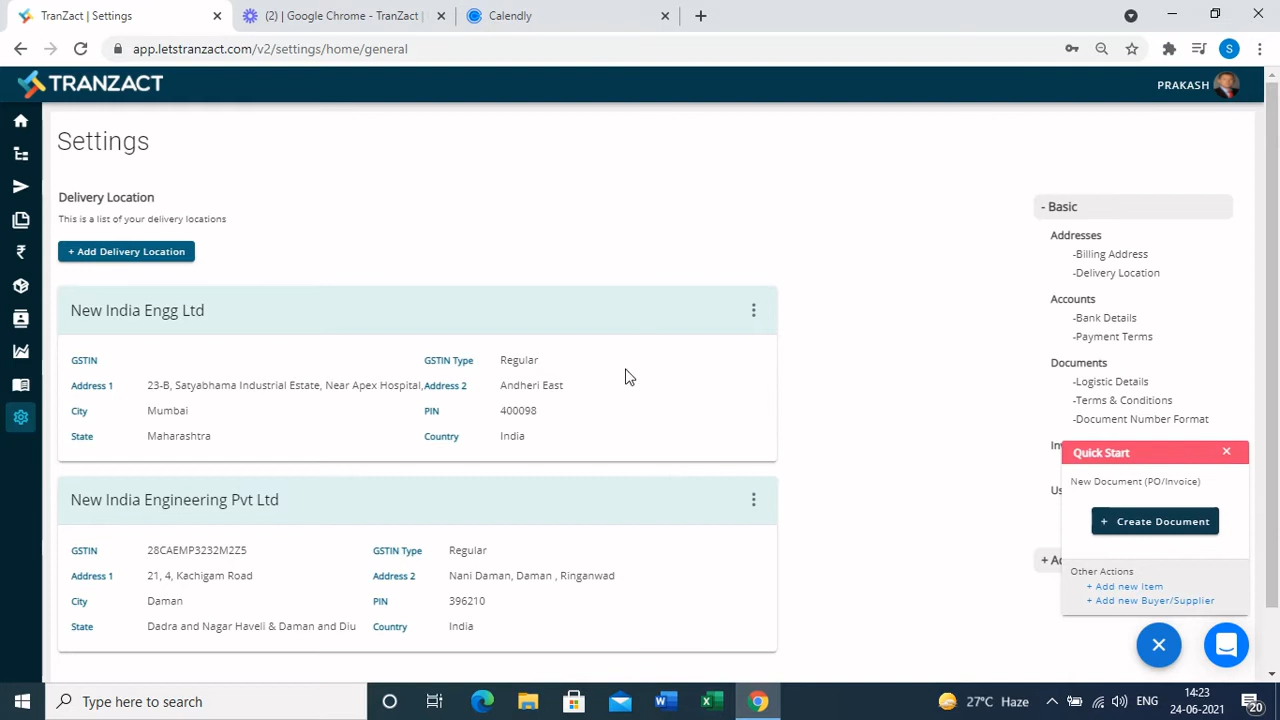 TranZact | Settings
(2) | Google Chrome - TranZact |
Calendly
app.letstranzact.com/v2/settings/home/general
S
TRANZACT
PRAKASH
Settings
Delivery Location
This is a list of your delivery locations
+ Add Delivery Location
New India Engg Ltd
GSTIN GSTIN Type Regular
Address 1 23-B, Satyabhama Industrial Estate, Near Apex Hospital, Address 2 Andheri East
City Mumbai PIN 400098
State Maharashtra Country India
New India Engineering Pvt Ltd
GSTIN 28CAEMP3232M2Z5 GSTIN Type Regular
Address 1 21, 4, Kachigam Road Address 2 Nani Daman, Daman , Ringanwad
City Daman PIN 396210
State Dadra and Nagar Haveli & Daman and Diu Country India
- Basic
Addresses
-Billing Address
-Delivery Location
Accounts
-Bank Details
-Payment Terms
Documents
-Logistic Details
-Terms & Conditions
-Document Number Format
Quick Start
New Document (PO/Invoice)
+ Create Document
Other Actions
+ Add new Item
+ Add new Buyer/Supplier
Type here to search
27°C Haze
ENG
14:23
24-06-2021
20